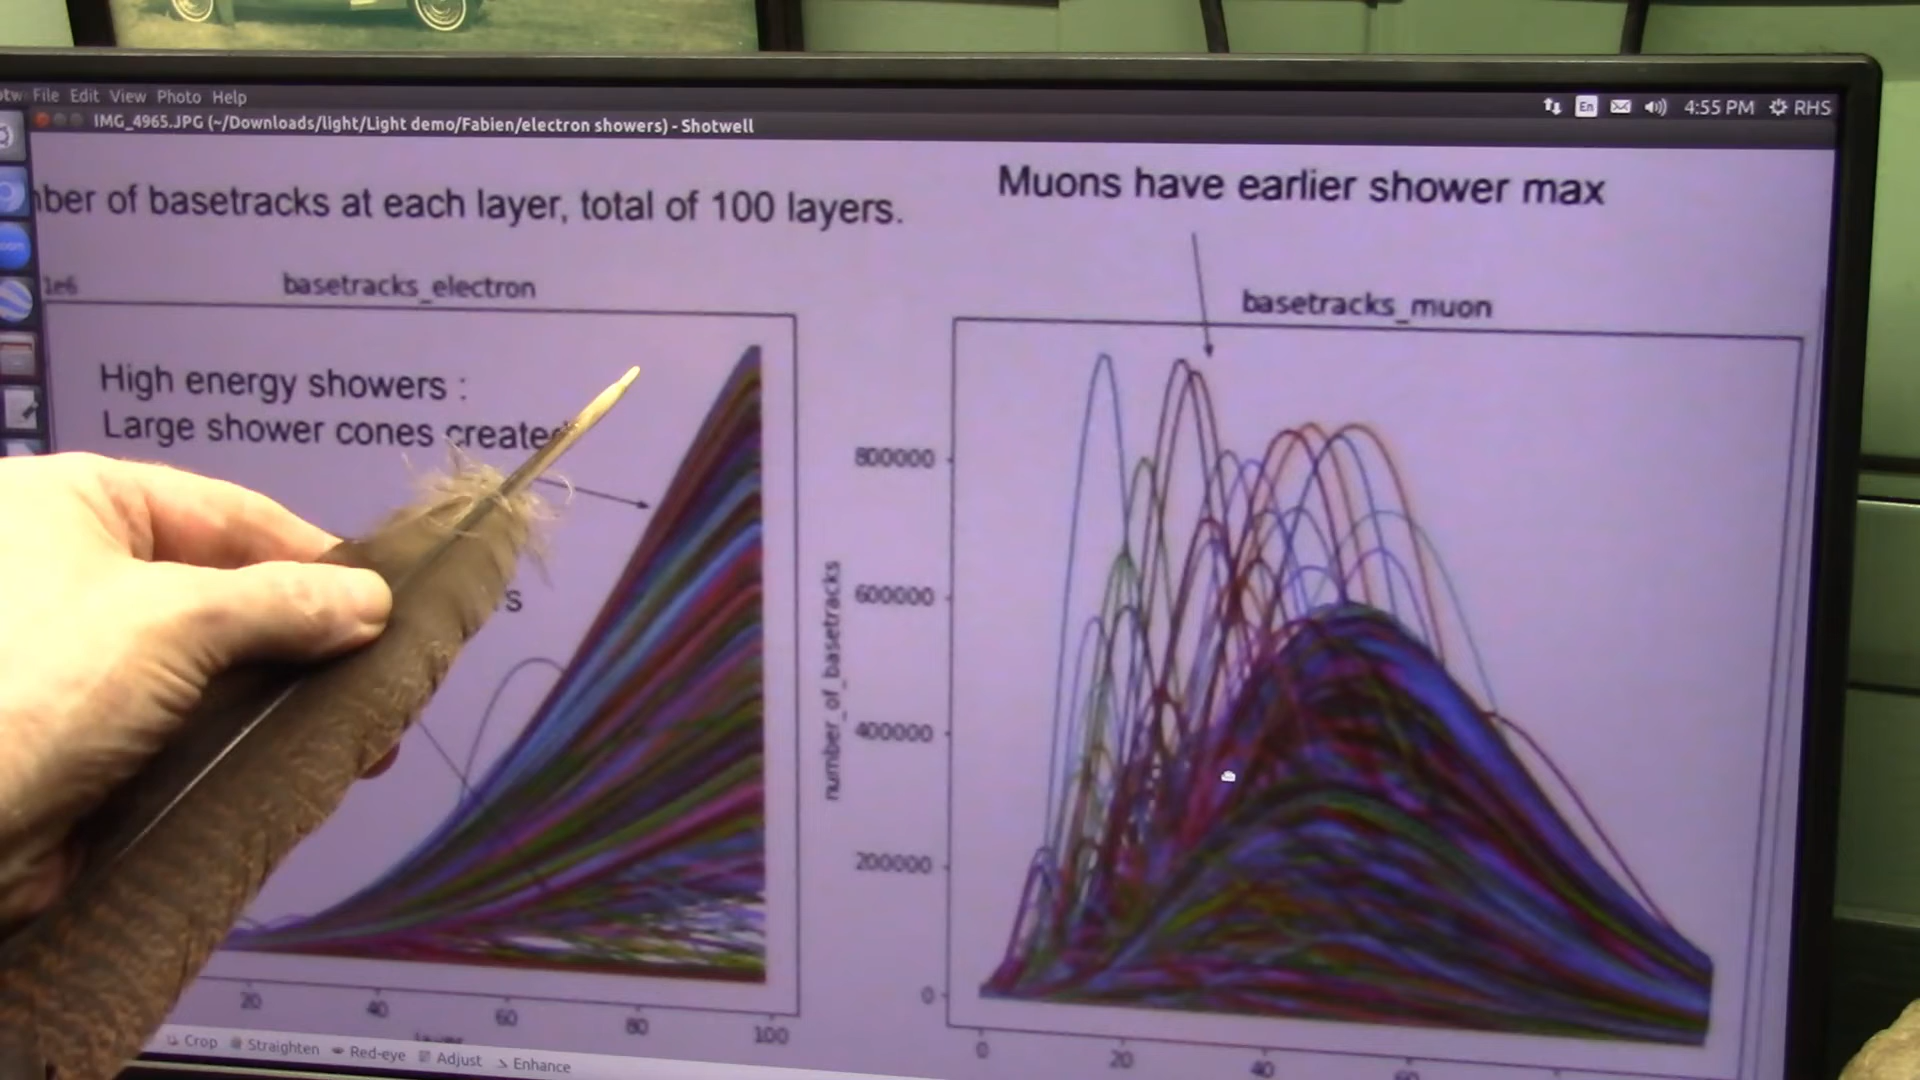 File Edit View Photo Help
En 4:55 PM RHS
IMG_4965.JPG (~/Downloads/light/Light demo/Fabien/electron showers) - Shotwell
Muons have earlier shower max
of basetracks at each layer, total of 100 layers.
1e6
basetracks_electron
basetracks_muon
High energy showers :
Large shower cones
number_of_basetracks
800000
600000
400000
200000
0
20 40 60 80 100
0 20 40 60
Crop Straighten Red-eye Adjust Enhance